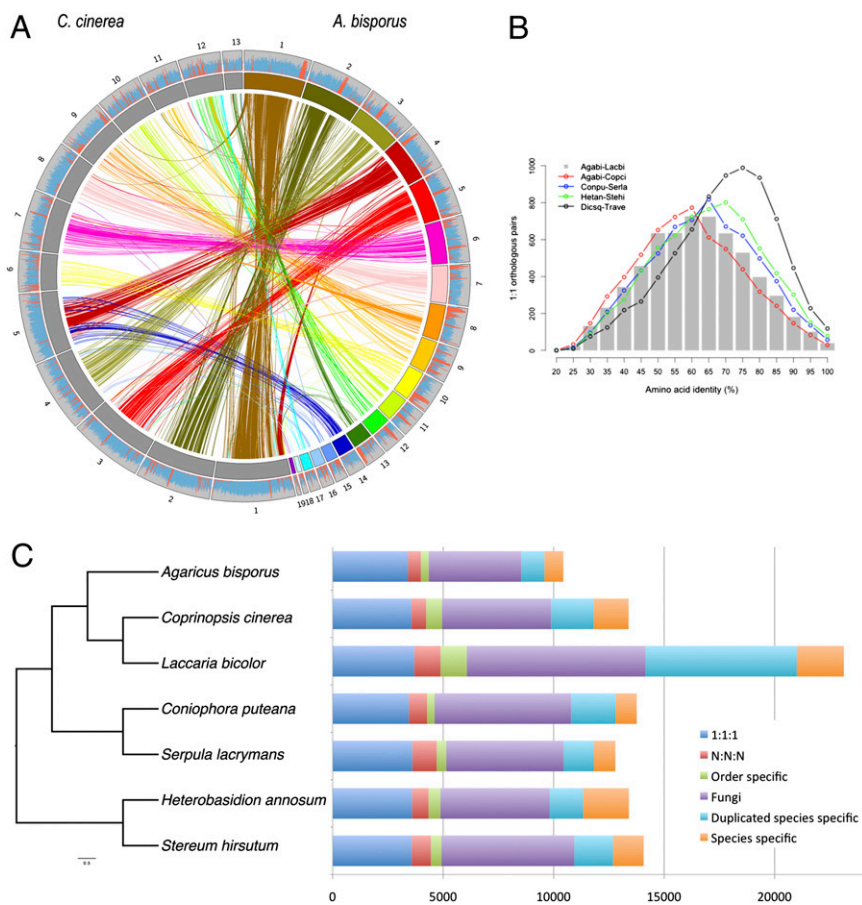 A
C. cinerea
A. bisporus
13
12
11
10
9
8
7
6
5
4
3
2
1
1
2
3
4
5
6
7
8
9
10
11
12
13
14
15
16
17
18
19
B
Agabi-Lacbi
Agabi-Copci
Conpu-Serla
Hetan-Stehi
Dicsq-Trave
1:1 orthologous pairs
1000
800
600
400
200
0
20 25 30 35 40 45 50 55 60 65 70 75 80 85 90 95 100
Amino acid identity (%)
C
Agaricus bisporus
Coprinopsis cinerea
Laccaria bicolor
Coniophora puteana
Serpula lacrymans
Heterobasidion annosum
Stereum hirsutum
1:1:1
N:N:N
Order specific
Fungi
Duplicated species specific
Species specific
0 5000 10000 15000 20000